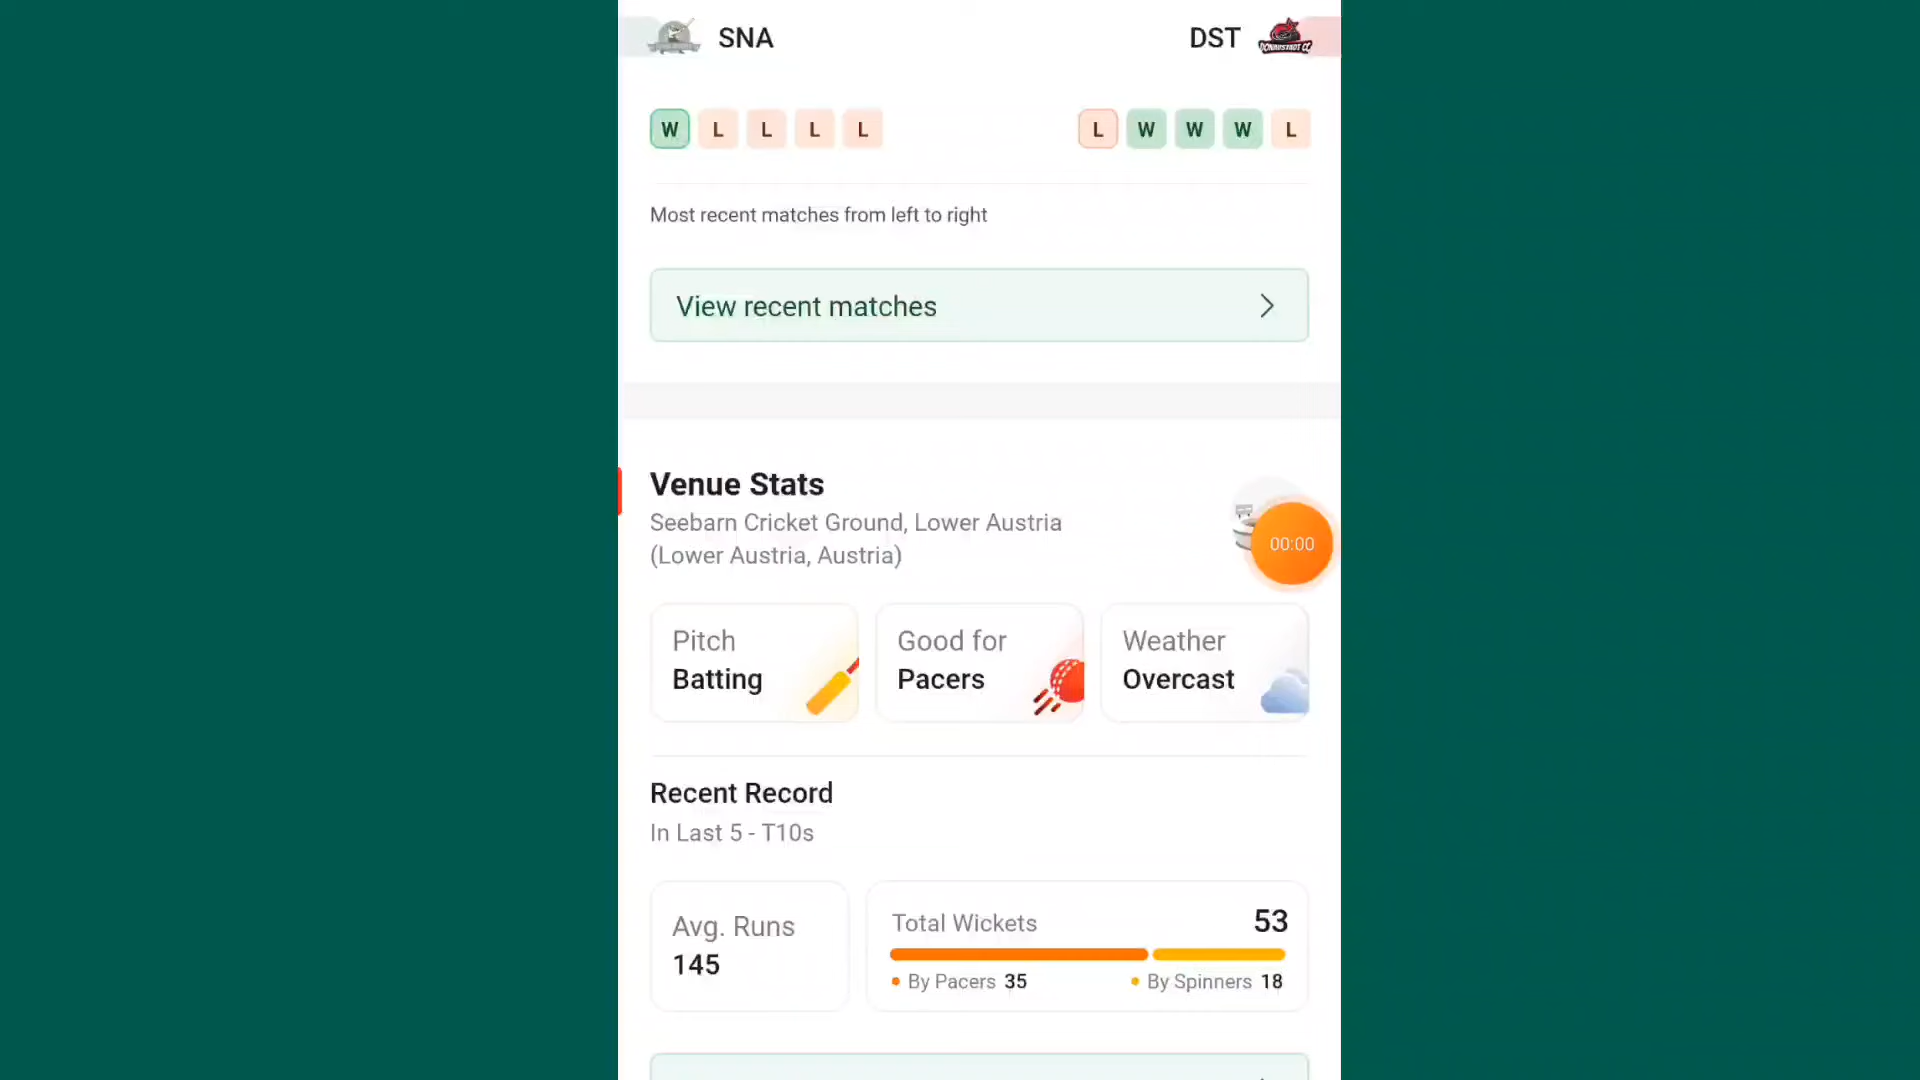 SNA
DST
W L L L L
L W W W L
Most recent matches from left to right
View recent matches
Venue Stats
Seebarn Cricket Ground, Lower Austria
(Lower Austria, Austria)
00:00
Pitch
Batting
Good for
Pacers
Weather
Overcast
Recent Record
In Last 5 - T10s
Avg. Runs
145
Total Wickets 53
By Pacers 35
By Spinners 18